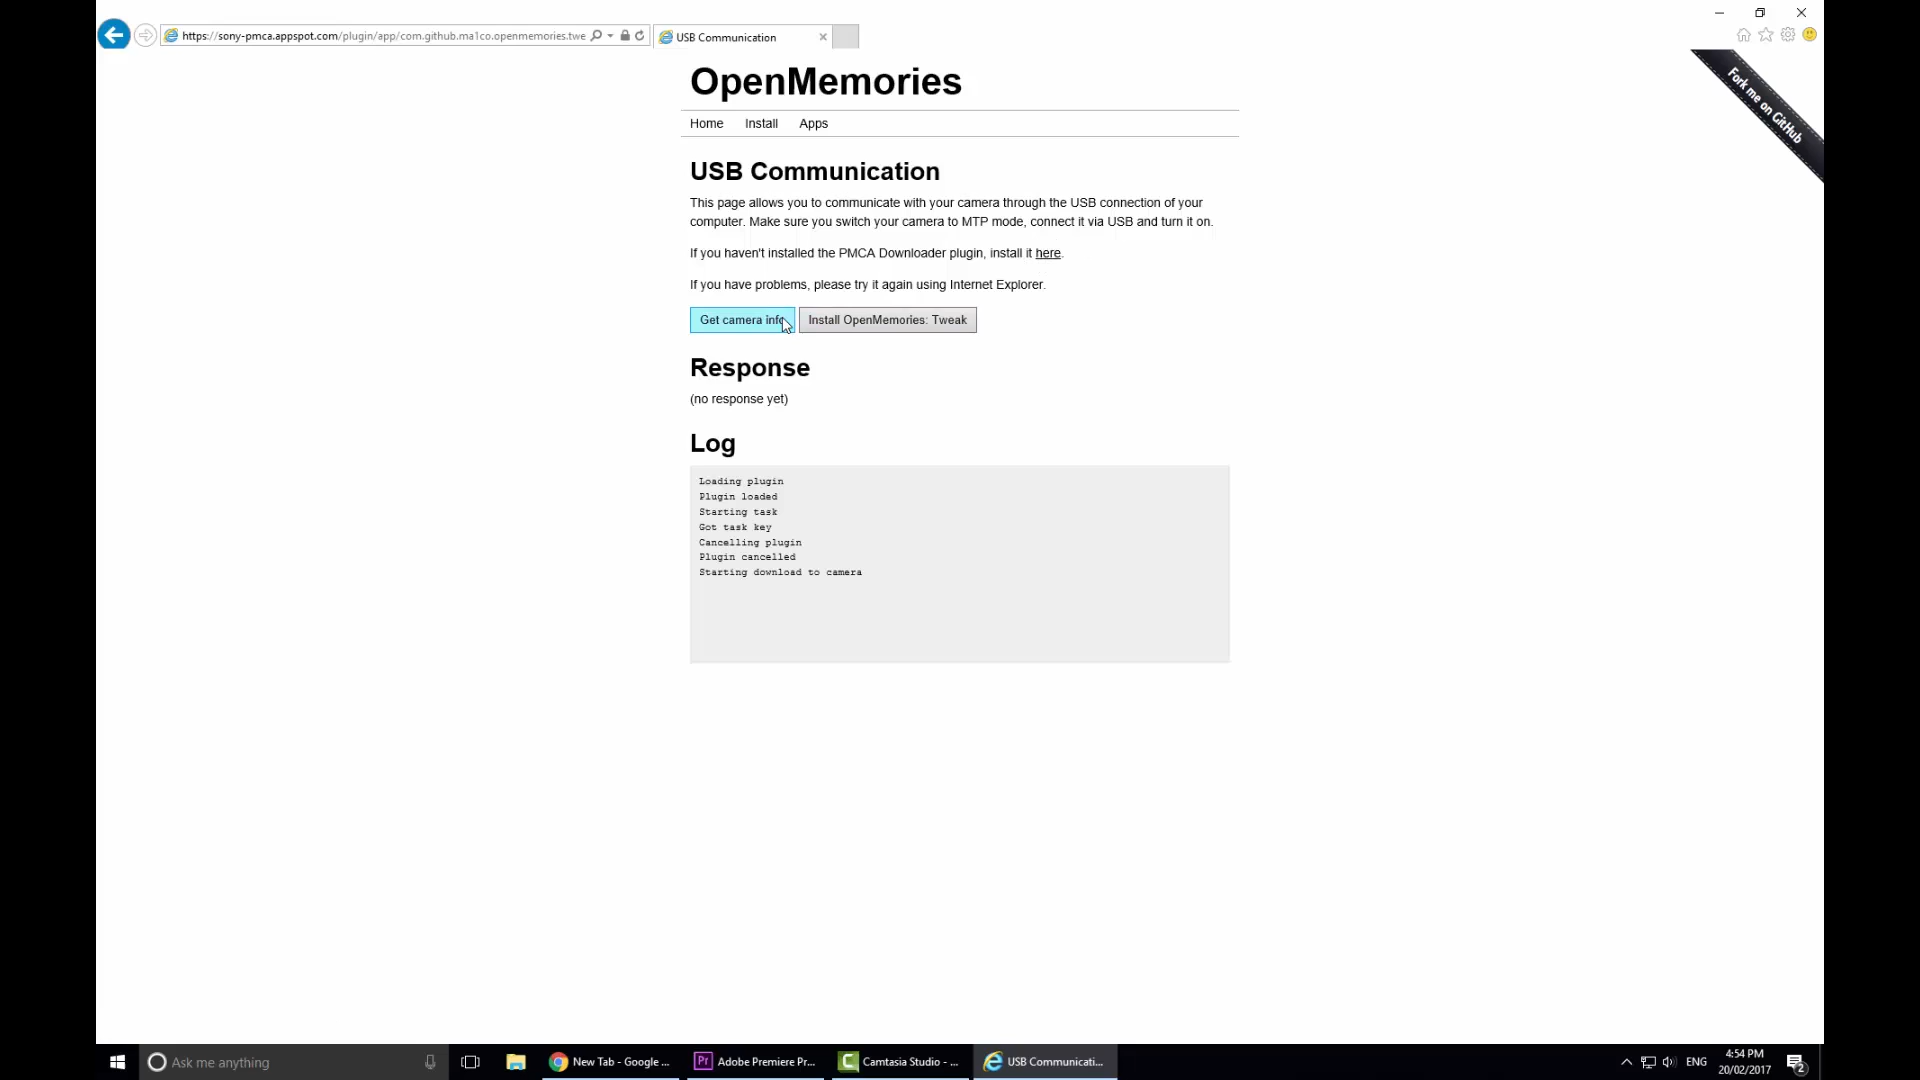 https://sony-pmca.appspot.com/plugin/app/com.github.ma1co.openmemories.twe
USB Communication
Fork me on GitHub
OpenMemories
Home Install Apps
USB Communication
This page allows you to communicate with your camera through the USB connection of your
computer. Make sure you switch your camera to MTP mode, connect it via USB and turn it on.
If you haven't installed the PMCA Downloader plugin, install it here.
If you have problems, please try it again using Internet Explorer.
Get camera info Install OpenMemories: Tweak
Response
(no response yet)
Log
Loading plugin
Plugin loaded
Starting task
Got task key
Cancelling plugin
Plugin cancelled
Starting download to camera
Ask me anything New Tab - Google ... Pr Adobe Premiere Pr... Camtasia Studio - ... USB Communicati... ENG 4:54 PM
20/02/2017 2